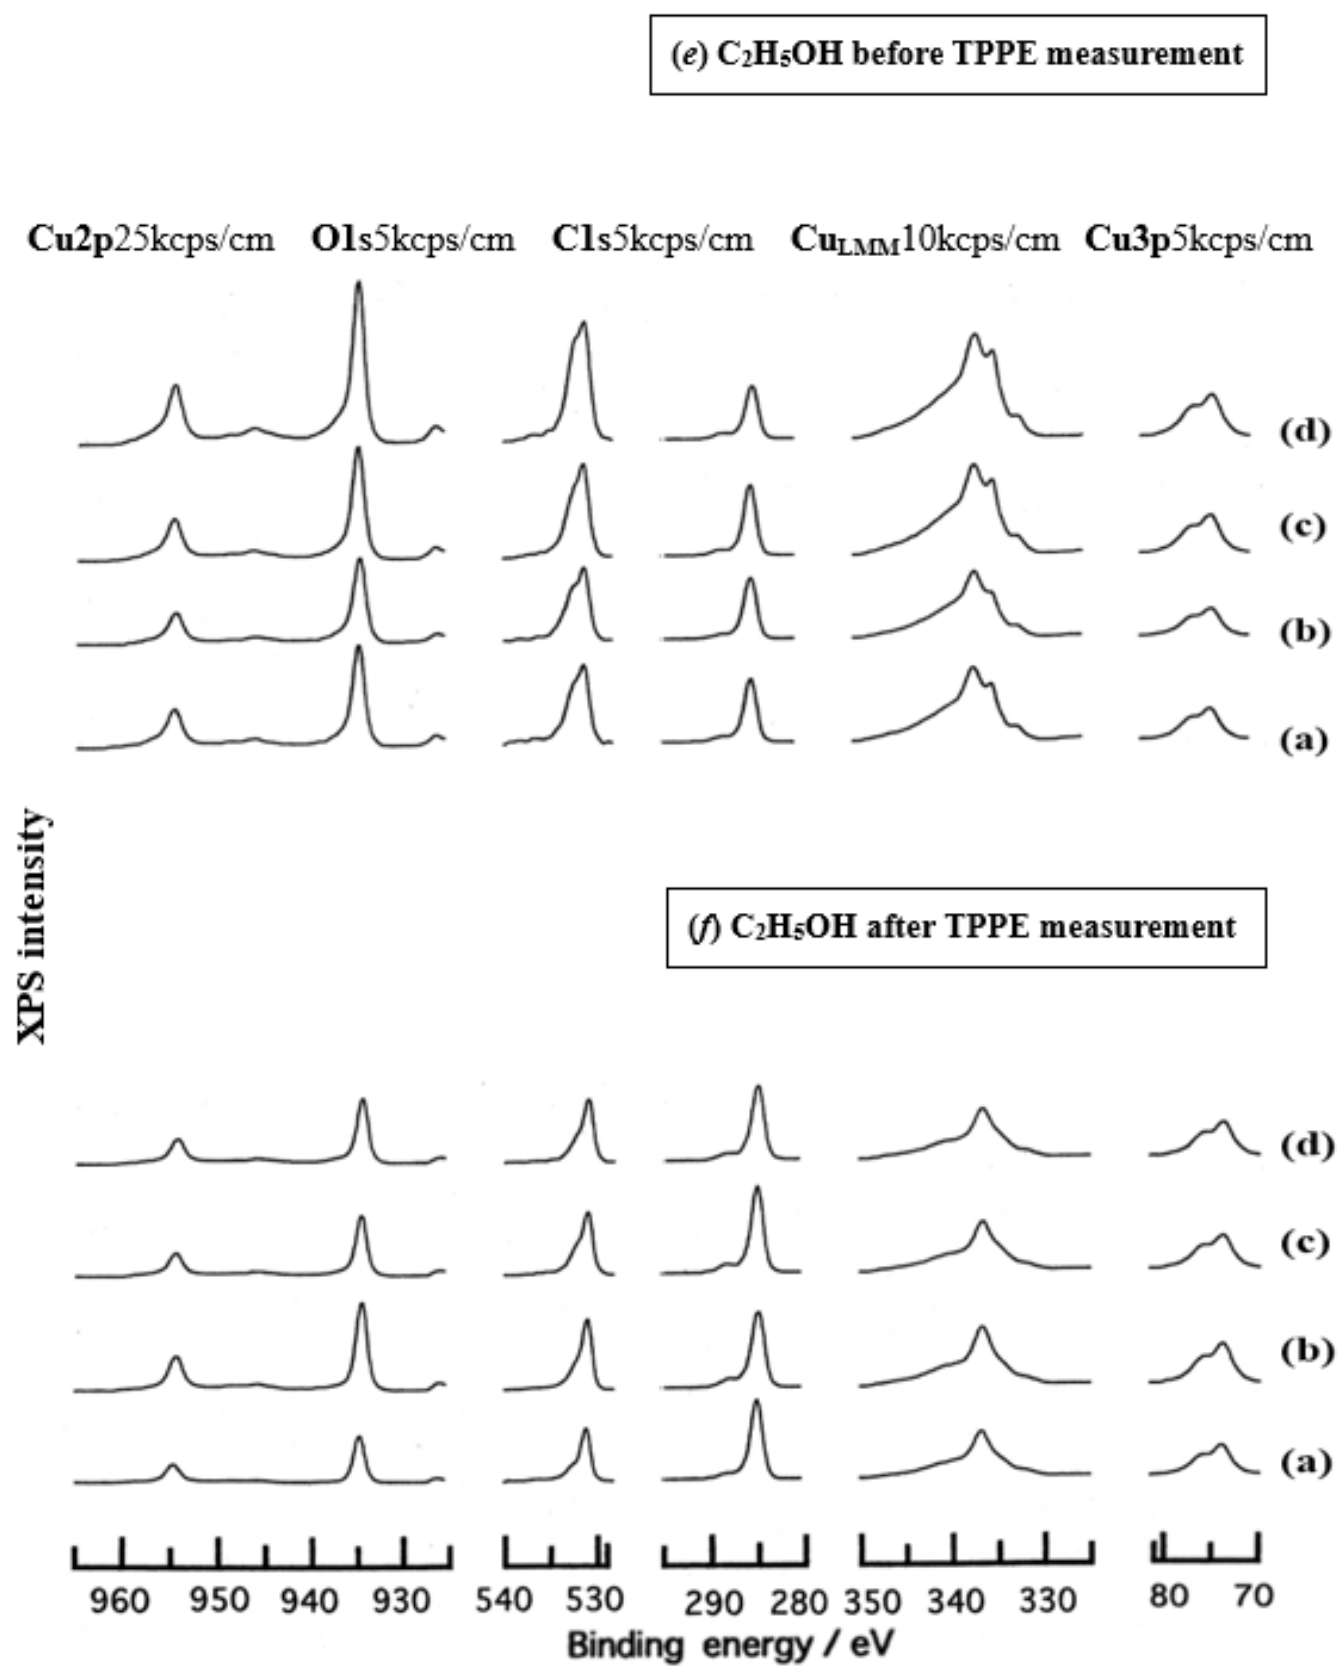 (e) C₂H₅OH before TPPE measurement
Cu2p25kcps/cm O1s5kcps/cm C1s5kcps/cm Cu_LMM10kcps/cm Cu3p5kcps/cm
(d)
(c)
(b)
(a)
XPS intensity
(f) C₂H₅OH after TPPE measurement
(d)
(c)
(b)
(a)
960 950 940 930 540 530 290 280 350 340 330 80 70
Binding energy / eV